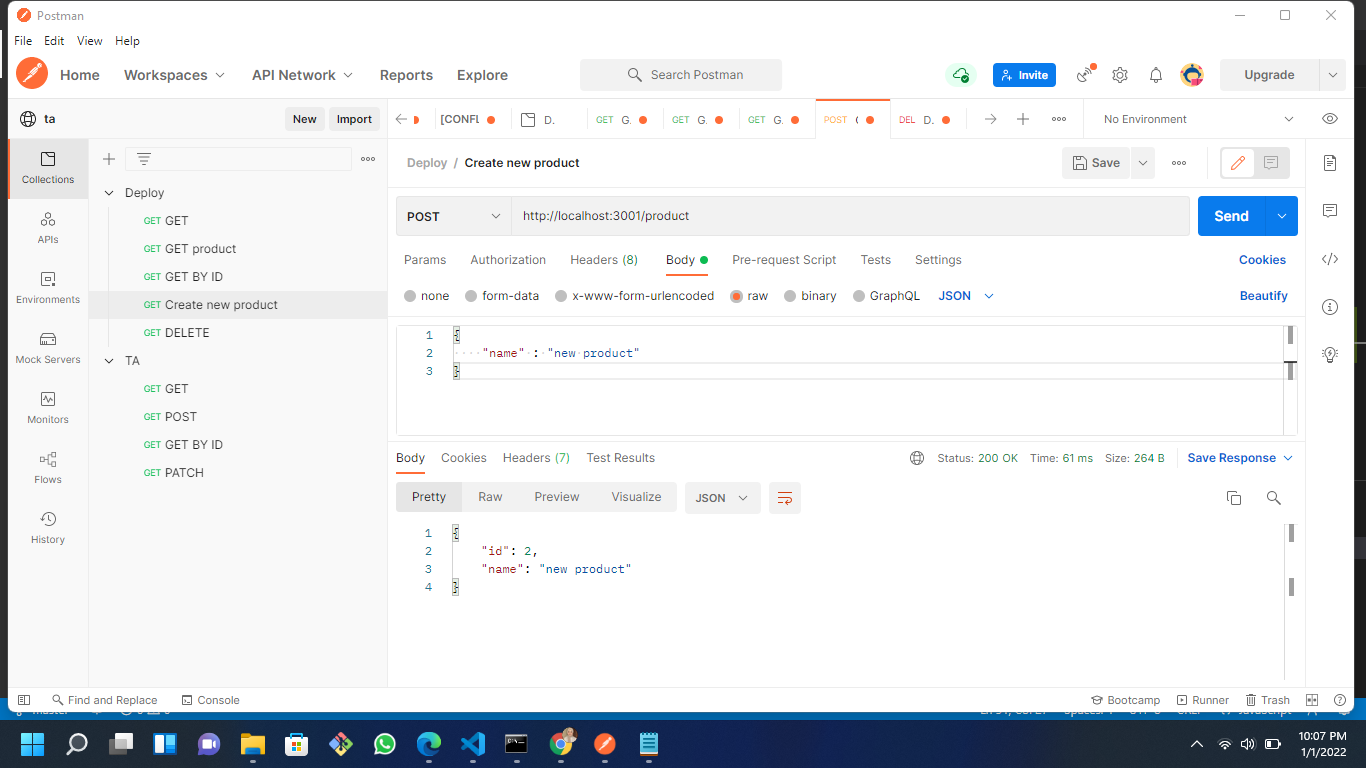 Postman
File Edit View Help
Home Workspaces API Network Reports Explore Search Postman Invite Upgrade
ta New Import
[CONFL D. GET G. GET G. GET G. POST DEL D. No Environment
Deploy / Create new product Save
Collections
APIs
Environments
Mock Servers
Monitors
Flows
History
Deploy
GET GET
GET GET product
GET GET BY ID
GET Create new product
GET DELETE
TA
GET GET
GET POST
GET GET BY ID
GET PATCH
POST http://localhost:3001/product Send
Params Authorization Headers (8) Body Pre-request Script Tests Settings Cookies
none form-data x-www-form-urlencoded raw binary GraphQL JSON Beautify
1 {
2 "name" : "new product"
3 }
Body Cookies Headers (7) Test Results Status: 200 OK Time: 61 ms Size: 264 B Save Response
Pretty Raw Preview Visualize JSON
1 {
2 "id": 2,
3 "name": "new product"
4 }
Find and Replace Console Bootcamp Runner Trash
10:07 PM
1/1/2022